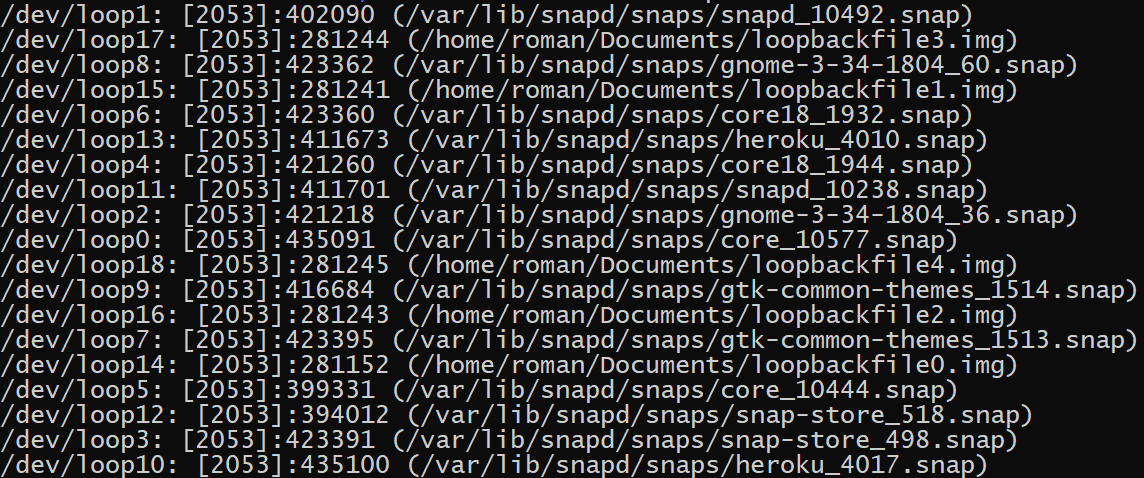 /dev/loop1: [2053]:402090 (/var/lib/snapd/snaps/snapd_10492.snap)
/dev/loop17: [2053]:281244 (/home/roman/Documents/loopbackfile3.img)
/dev/loop8: [2053]:423362 (/var/lib/snapd/snaps/gnome-3-34-1804_60.snap)
/dev/loop15: [2053]:281241 (/home/roman/Documents/loopbackfile1.img)
/dev/loop6: [2053]:423360 (/var/lib/snapd/snaps/core18_1932.snap)
/dev/loop13: [2053]:411673 (/var/lib/snapd/snaps/heroku_4010.snap)
/dev/loop4: [2053]:421260 (/var/lib/snapd/snaps/core18_1944.snap)
/dev/loop11: [2053]:411701 (/var/lib/snapd/snaps/snapd_10238.snap)
/dev/loop2: [2053]:421218 (/var/lib/snapd/snaps/gnome-3-34-1804_36.snap)
/dev/loop0: [2053]:435091 (/var/lib/snapd/snaps/core_10577.snap)
/dev/loop18: [2053]:281245 (/home/roman/Documents/loopbackfile4.img)
/dev/loop9: [2053]:416684 (/var/lib/snapd/snaps/gtk-common-themes_1514.snap)
/dev/loop16: [2053]:281243 (/home/roman/Documents/loopbackfile2.img)
/dev/loop7: [2053]:423395 (/var/lib/snapd/snaps/gtk-common-themes_1513.snap)
/dev/loop14: [2053]:281152 (/home/roman/Documents/loopbackfile0.img)
/dev/loop5: [2053]:399331 (/var/lib/snapd/snaps/core_10444.snap)
/dev/loop12: [2053]:394012 (/var/lib/snapd/snaps/snap-store_518.snap)
/dev/loop3: [2053]:423391 (/var/lib/snapd/snaps/snap-store_498.snap)
/dev/loop10: [2053]:435100 (/var/lib/snapd/snaps/heroku_4017.snap)